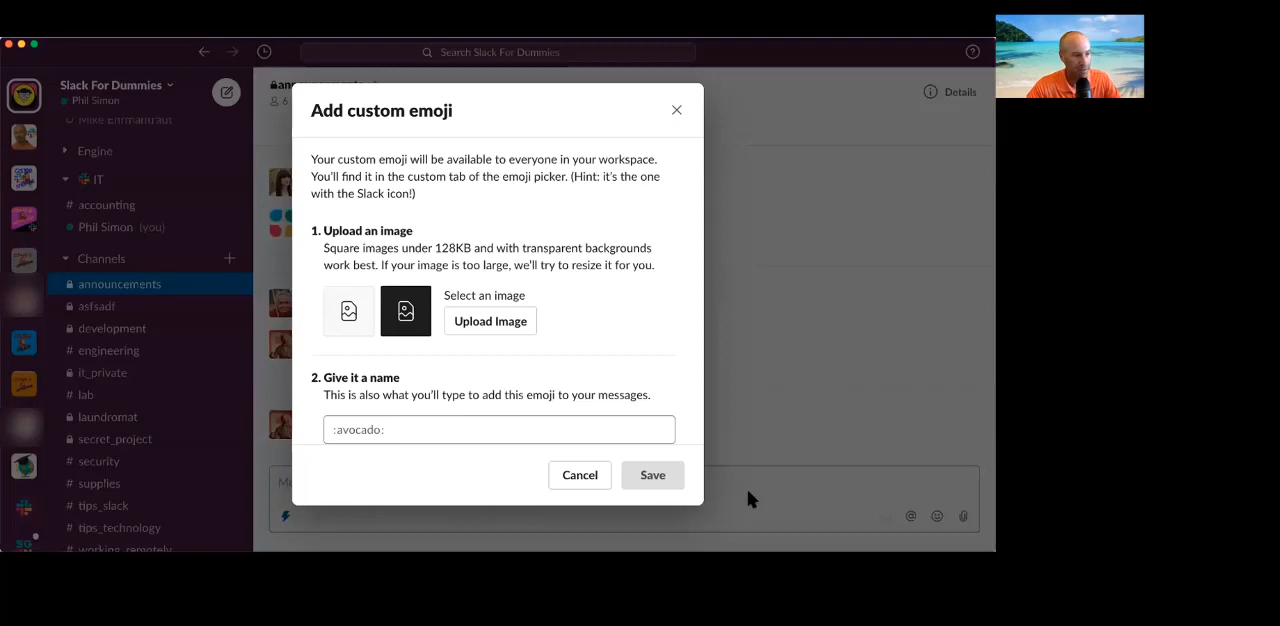 Search Slack For Dummies
Slack For Dummies
Phil Simon
Details
Mike Ehrmantraut
Engine
IT
# accounting
Phil Simon (you)
Channels
announcements
asfsadf
development
# engineering
it_private
# lab
laundromat
secret_project
# security
# supplies
# tips_slack
# tips_technology
# working_remotely
6
Add custom emoji
Your custom emoji will be available to everyone in your workspace.
You'll find it in the custom tab of the emoji picker. (Hint: it's the one
with the Slack icon!)
1. Upload an image
Square images under 128KB and with transparent backgrounds
work best. If your image is too large, we'll try to resize it for you.
Select an image
Upload Image
2. Give it a name
This is also what you'll type to add this emoji to your messages.
:avocado:
Cancel
Save